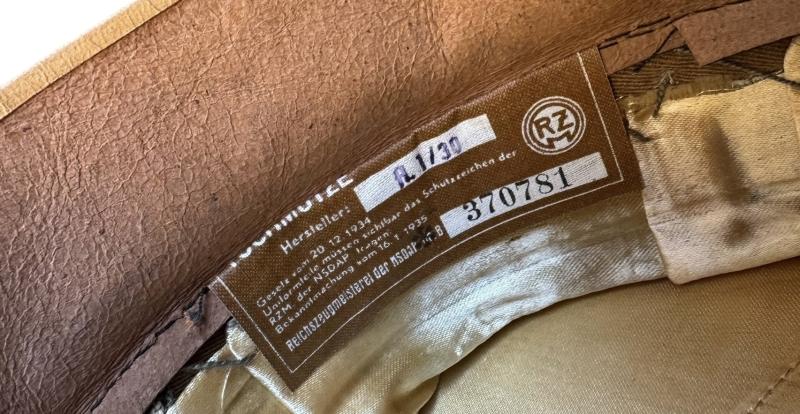 Hersteller: A 1/30
RZM
Gesetz vom 20.12.1934
Uniformteile müssen sichtbar das Schutzzeichen der
RZM. der NSDAP. tragen.
Bekanntmachung vom 16.1.1935
Reichszeugmeisterei der NSDAP B 370781